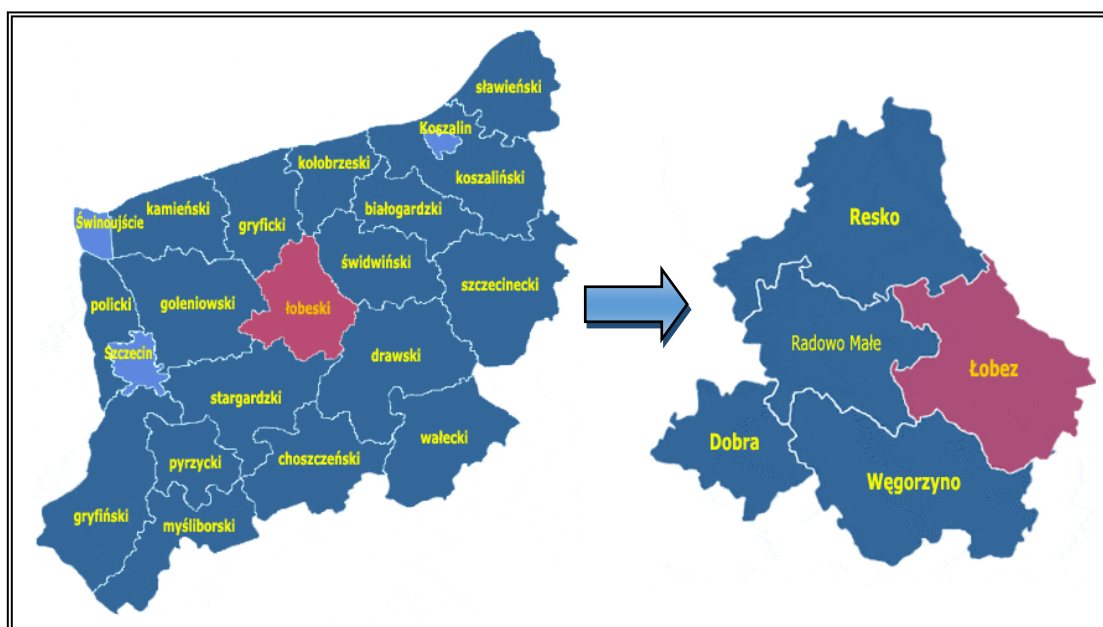 sławieński
Koszalin
kołobrzeski
koszaliński
białogardzki
kamieński
Świnoujście
gryficki
świdwiński
szczecinecki
policki
goleniowski
łobeski
Szczecin
drawski
stargardzki
wałecki
pyrzycki
choszczeński
gryfiński
myśliborski
Resko
Radowo Małe
Łobez
Dobra
Węgorzyno